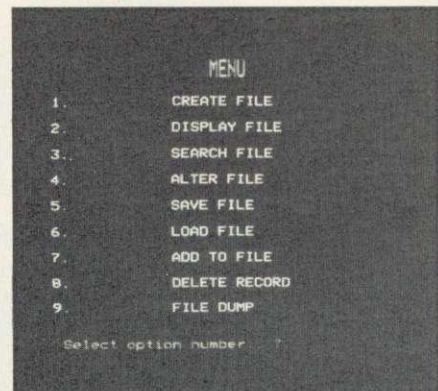 MENU
1. CREATE FILE
2. DISPLAY FILE
3.. SEARCH FILE
4. ALTER FILE
5. SAVE FILE
6. LOAD FILE
7. ADD TO FILE
8. DELETE RECORD
9. FILE DUMP
Select option number. ?